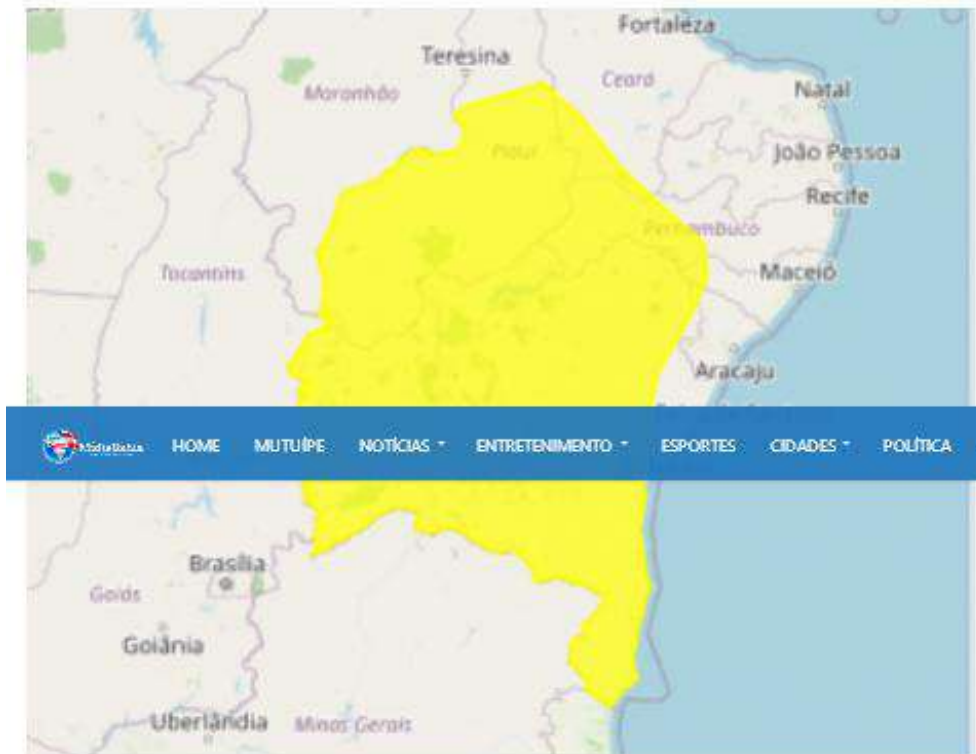 Fortaleza
Teresina
Maranhão
Ceará
Natal
Piauí
João Pessoa
Recife
Pernambuco
Tocantins
Maceió
Aracaju
HOME MUTUÍPE NOTÍCIAS ENTRETENIMENTO ESPORTES CIDADES POLÍTICA
Brasília
Goiás
Goiânia
Uberlândia Minas Gerais